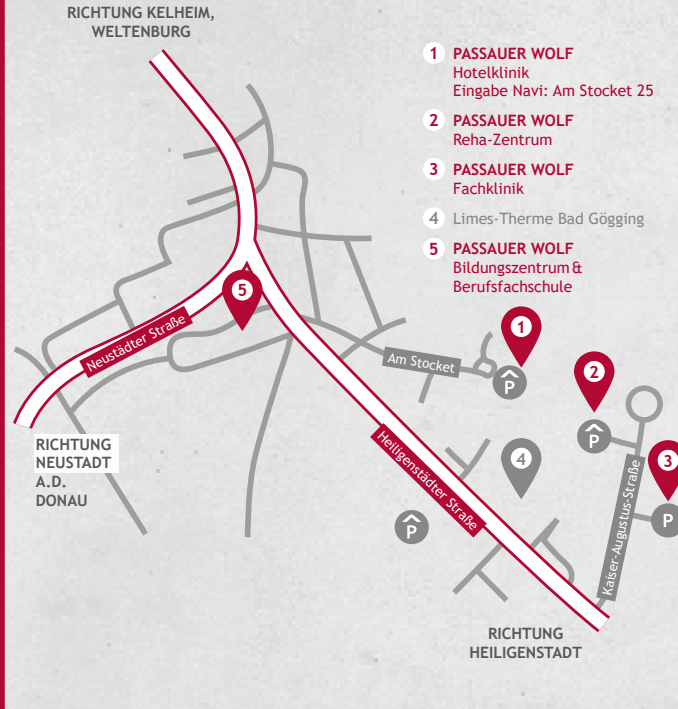 RICHTUNG KELHEIM,
WELTENBURG
1 PASSAUER WOLF
Hotelklinik
Eingabe Navi: Am Stocket 25
2 PASSAUER WOLF
Reha-Zentrum
3 PASSAUER WOLF
Fachklinik
4 Limes-Therme Bad Gögging
5 PASSAUER WOLF
Bildungszentrum &
Berufsfachschule
5
Neustädter Straße
1
Am Stocket
P
2
P
RICHTUNG
NEUSTADT
A.D.
DONAU
Heiligenstädter Straße
4
3
P
Kaiser-Augustus-Straße
P
RICHTUNG
HEILIGENSTADT